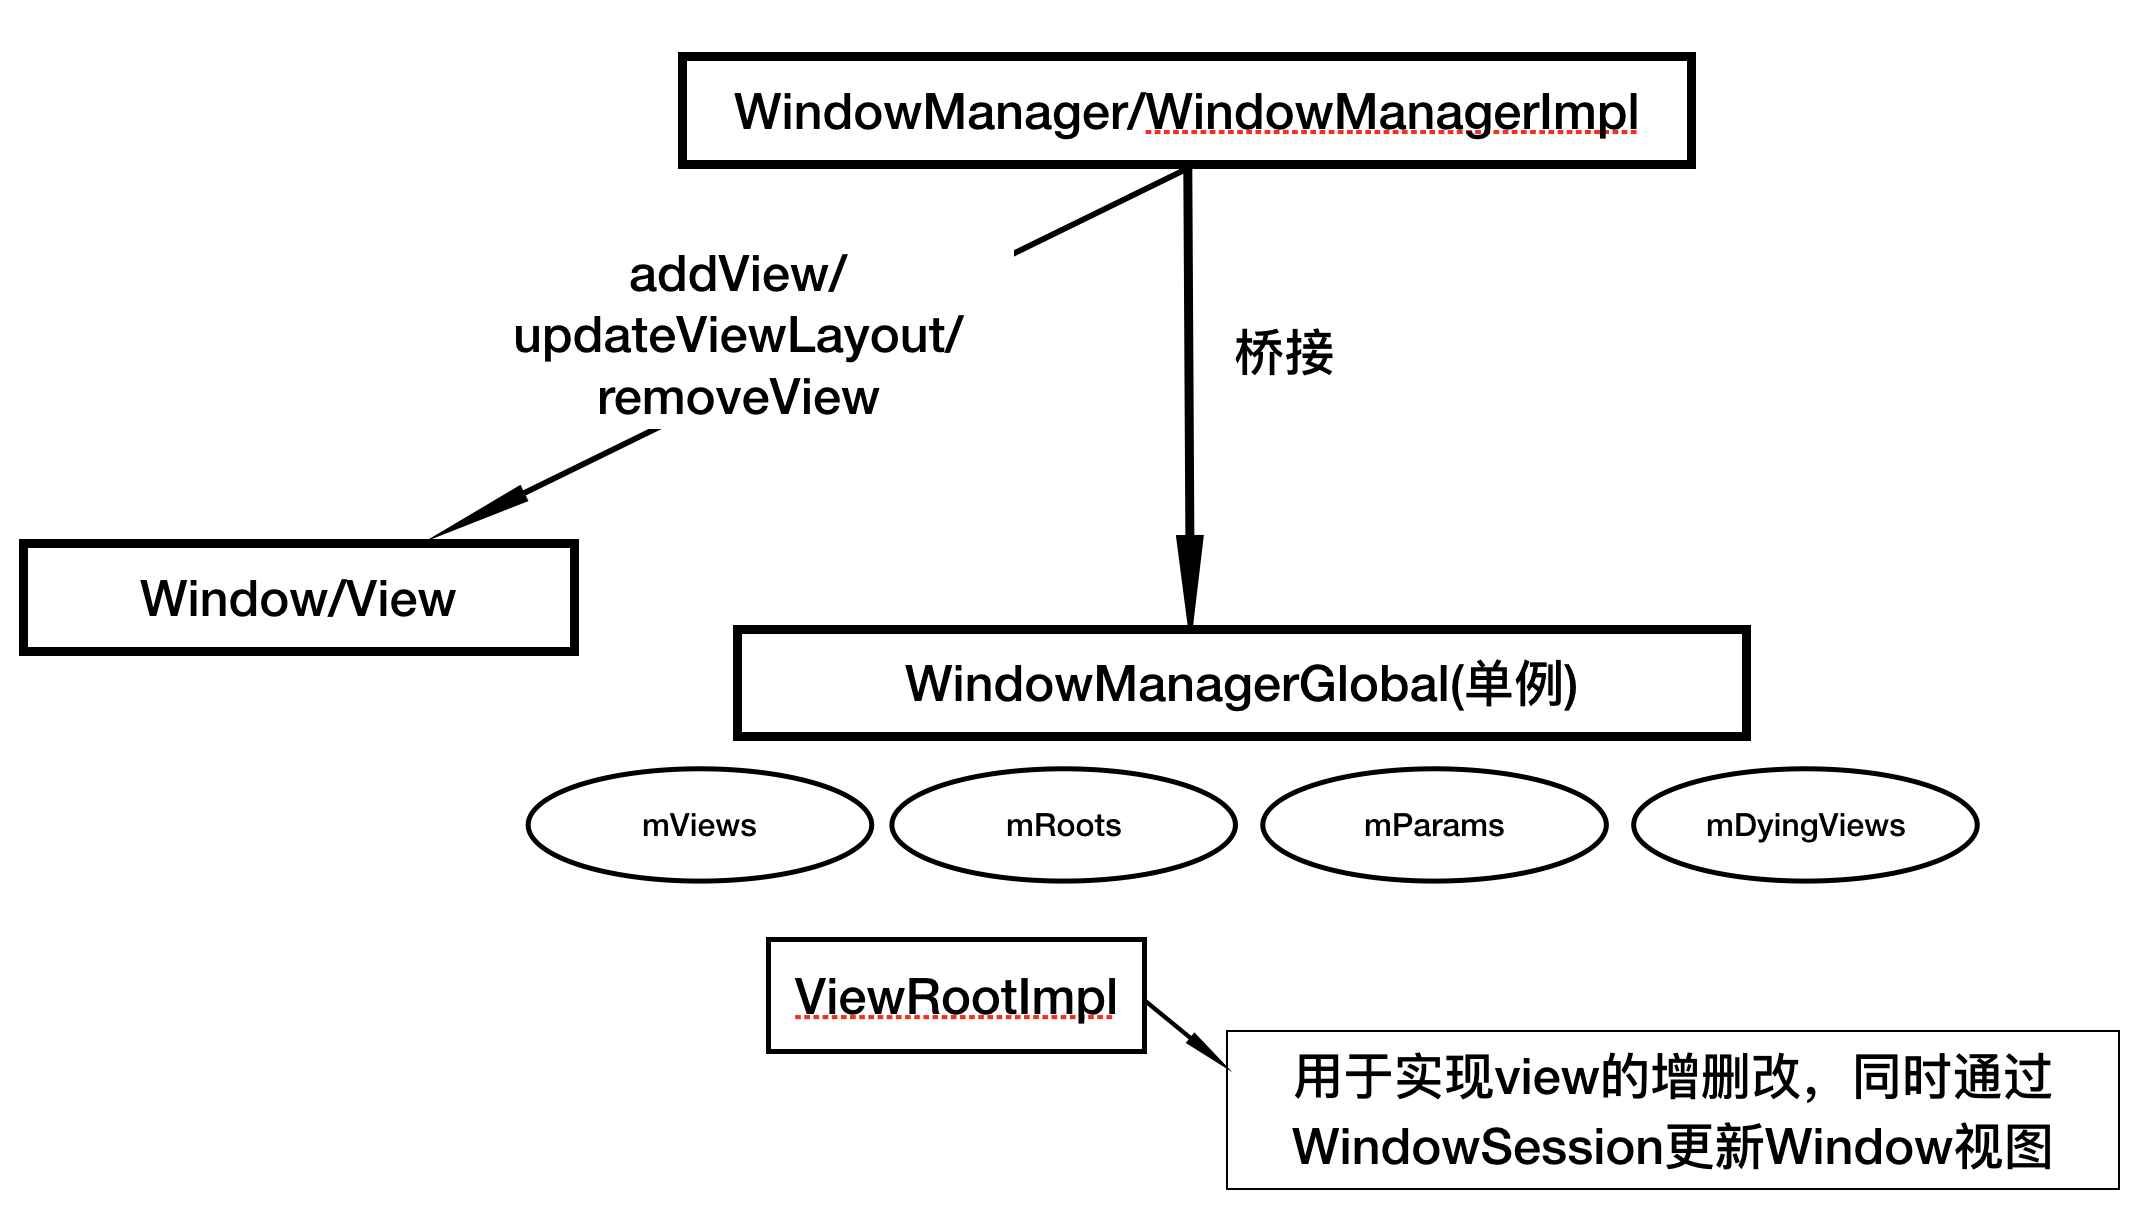 WindowManager/WindowManagerImpl
addView/
updateViewLayout/
removeView
桥接
Window/View
WindowManagerGlobal(单例)
mViews
mRoots
mParams
mDyingViews
ViewRootImpl
用于实现view的增删改，同时通过
WindowSession更新Window视图